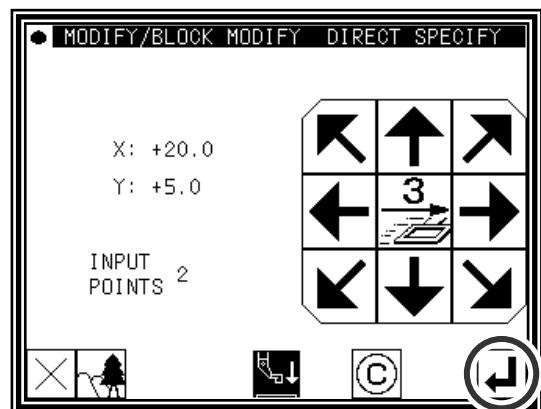 MODIFY/BLOCK MODIFY DIRECT SPECIFY
X: +20.0
Y: +5.0
3
INPUT
POINTS 2
C